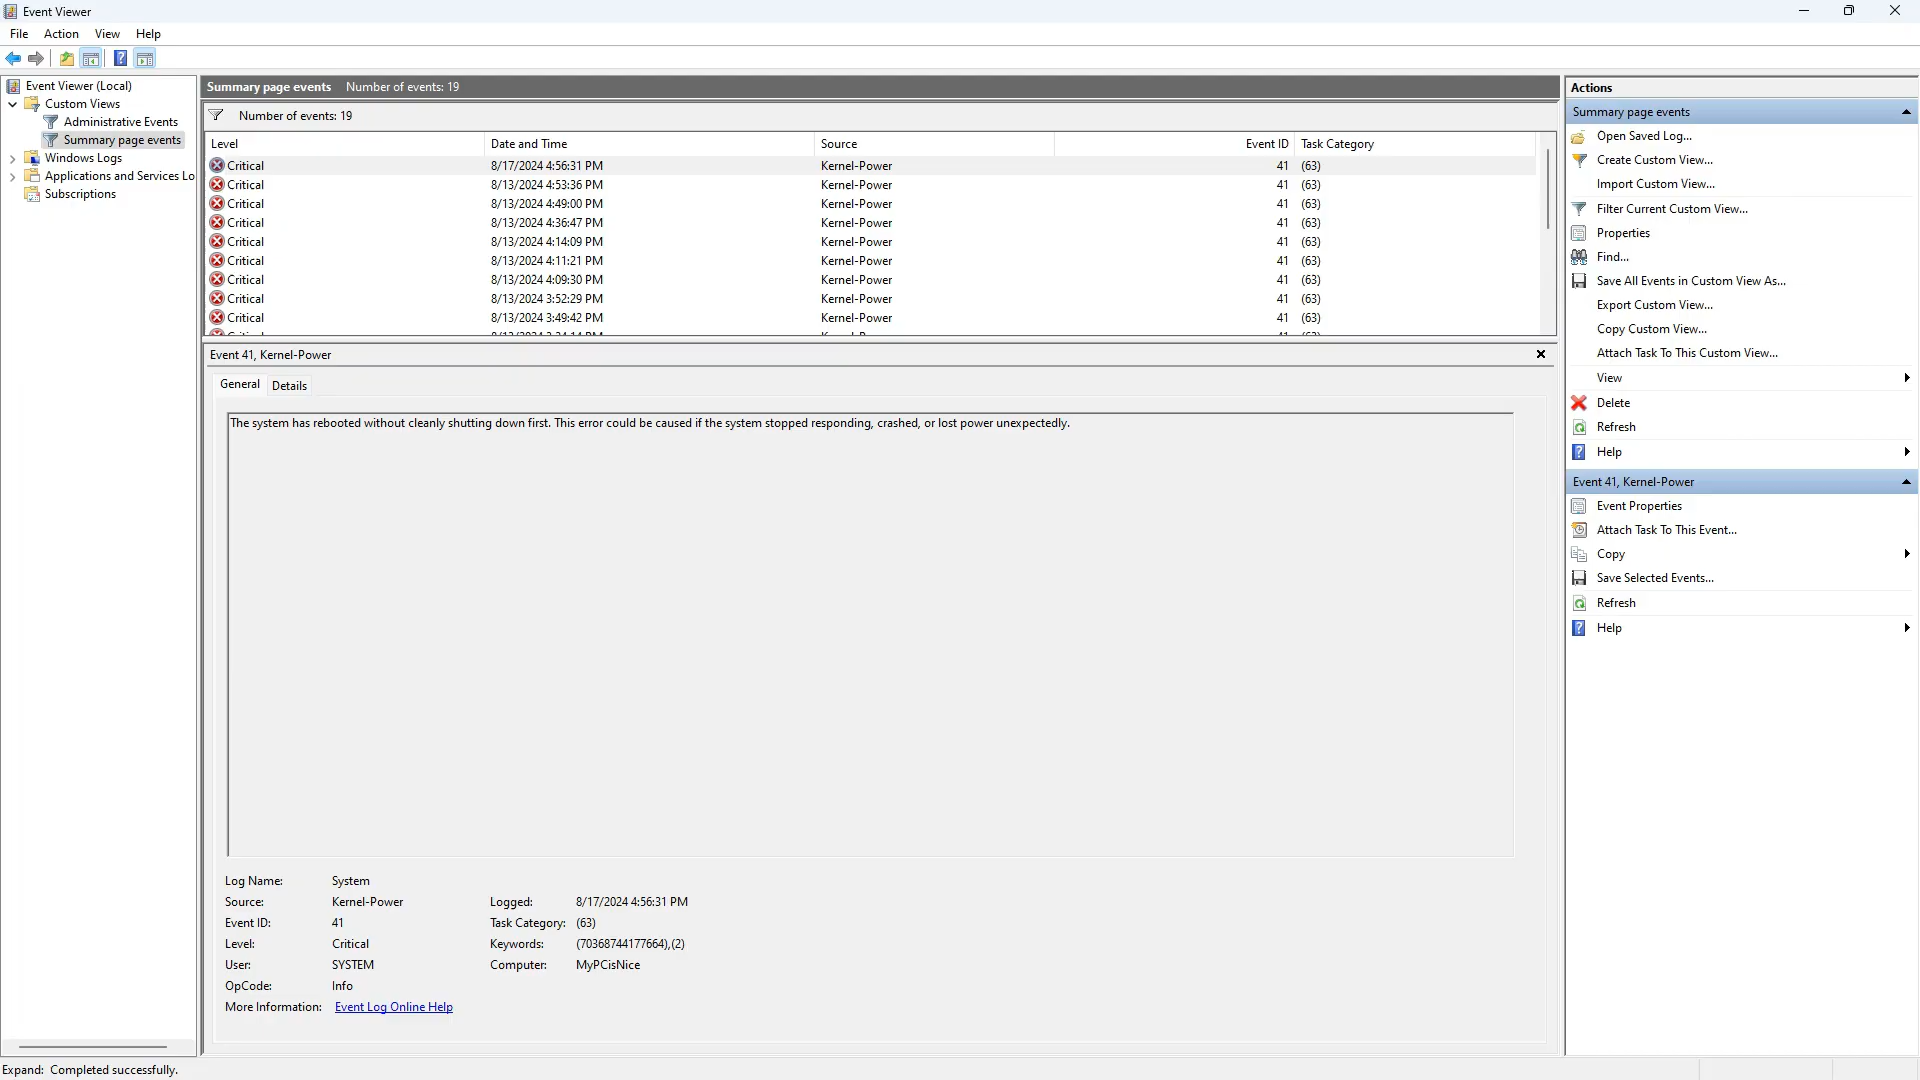 Event Viewer
File Action View Help
Event Viewer (Local)
Custom Views
Administrative Events
Summary page events
Windows Logs
Applications and Services Lo
Subscriptions
Summary page events Number of events: 19
Number of events: 19
Level Date and Time Source Event ID Task Category
Critical 8/17/2024 4:56:31 PM Kernel-Power 41 (63)
Critical 8/13/2024 4:53:36 PM Kernel-Power 41 (63)
Critical 8/13/2024 4:49:00 PM Kernel-Power 41 (63)
Critical 8/13/2024 4:36:47 PM Kernel-Power 41 (63)
Critical 8/13/2024 4:14:09 PM Kernel-Power 41 (63)
Critical 8/13/2024 4:11:21 PM Kernel-Power 41 (63)
Critical 8/13/2024 4:09:30 PM Kernel-Power 41 (63)
Critical 8/13/2024 3:52:29 PM Kernel-Power 41 (63)
Critical 8/13/2024 3:49:42 PM Kernel-Power 41 (63)
Event 41, Kernel-Power
General Details
The system has rebooted without cleanly shutting down first. This error could be caused if the system stopped responding, crashed, or lost power unexpectedly.
Log Name: System
Source: Kernel-Power Logged: 8/17/2024 4:56:31 PM
Event ID: 41 Task Category: (63)
Level: Critical Keywords: (70368744177664),(2)
User: SYSTEM Computer: MyPCisNice
OpCode: Info
More Information: Event Log Online Help
Actions
Summary page events
Open Saved Log...
Create Custom View...
Import Custom View...
Filter Current Custom View...
Properties
Find...
Save All Events in Custom View As...
Export Custom View...
Copy Custom View...
Attach Task To This Custom View...
View
Delete
Refresh
Help
Event 41, Kernel-Power
Event Properties
Attach Task To This Event...
Copy
Save Selected Events...
Refresh
Help
Expand: Completed successfully.